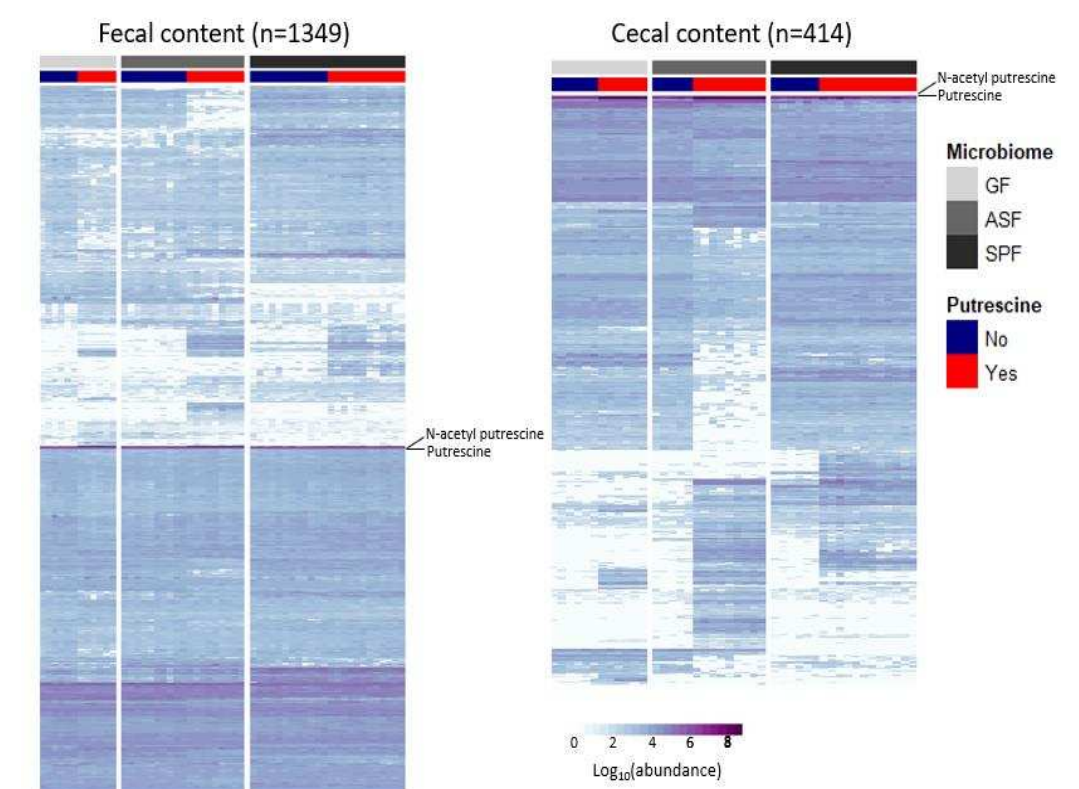 Fecal content (n=1349)
Cecal content (n=414)
N-acetyl putrescine
Putrescine
Microbiome
GF
ASF
SPF
Putrescine
No
Yes
N-acetyl putrescine
Putrescine
0 2 4 6 8
Log₁₀(abundance)